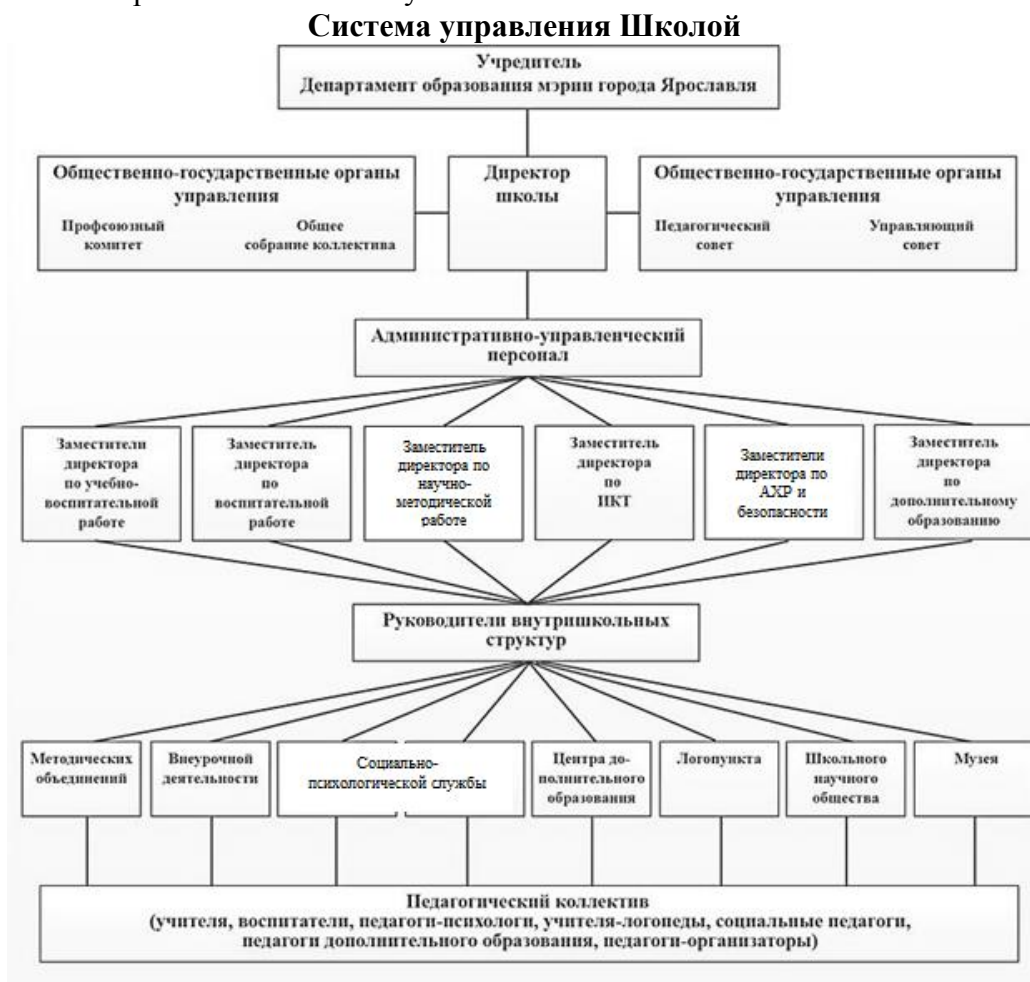 Система управления Школой
Учредитель
Департамент образования мэрии города Ярославля
Общественно-государственные органы
управления
Профсоюзный
комитет
Общее
собрание коллектива
Директор
школы
Общественно-государственные органы
управления
Педагогический
совет
Управляющий
совет
Административно-управленческий
персонал
Заместители
директора
по учебно-
воспитательной
работе
Заместитель
директора
по
воспитательной
работе
Заместитель
директора по
научно-
методической
работе
Заместитель
директора
по
ИКТ
Заместители
директора по
АХР и
безопасности
Заместитель
директора
по
дополнительному
образованию
Руководители внутришкольных
структур
Методических
объединений
Внеурочной
деятельности
Социально-
психологической службы
Центра до-
полнительного
образования
Логопункта
Школьного
научного
общества
Музея
Педагогический коллектив
(учителя, воспитатели, педагоги-психологи, учителя-логопеды, социальные педагоги,
педагоги дополнительного образования, педагоги-организаторы)